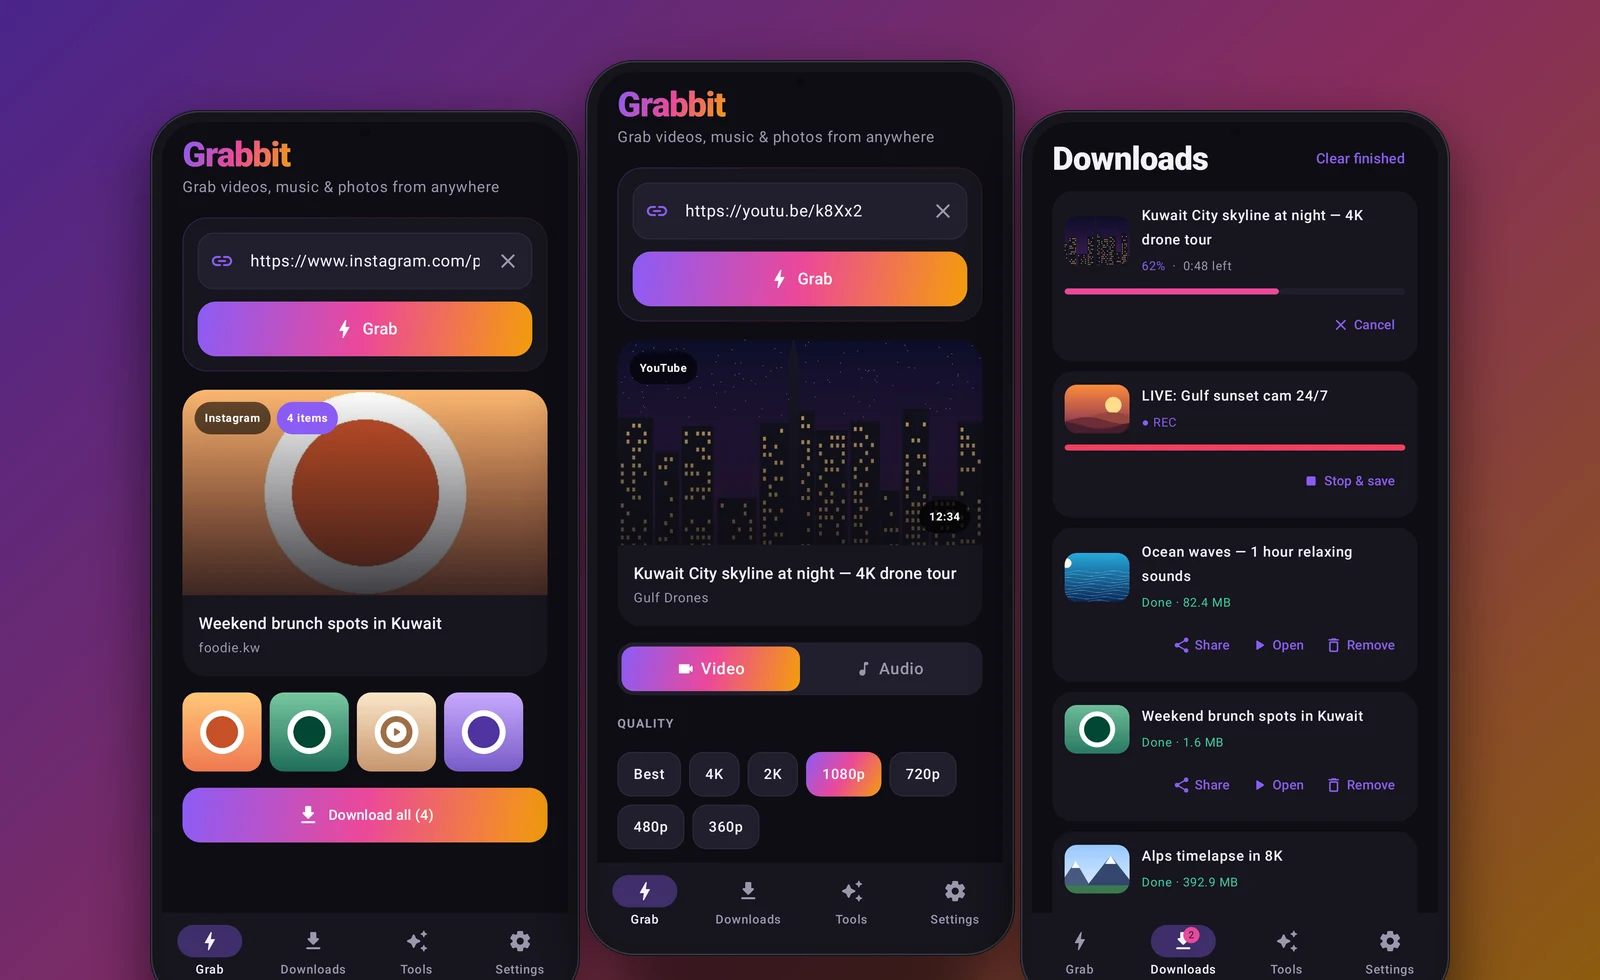 Grabbit
Grab videos, music & photos from anywhere
https://www.instagram.com/p
Grab
Instagram
4 items
Weekend brunch spots in Kuwait
foodie.kw
Download all (4)
Grab
Downloads
Tools
Settings
Grabbit
Grab videos, music & photos from anywhere
https://youtu.be/k8Xx2
Grab
YouTube
12:34
Kuwait City skyline at night — 4K drone tour
Gulf Drones
Video
Audio
QUALITY
Best
4K
2K
1080p
720p
480p
360p
Grab
Downloads
Tools
Settings
Downloads
Clear finished
Kuwait City skyline at night — 4K
drone tour
62% · 0:48 left
Cancel
LIVE: Gulf sunset cam 24/7
● REC
Stop & save
Ocean waves — 1 hour relaxing
sounds
Done · 82.4 MB
Share
Open
Remove
Weekend brunch spots in Kuwait
Done · 1.6 MB
Share
Open
Remove
Alps timelapse in 8K
Done · 392.9 MB
2
Grab
Downloads
Tools
Settings